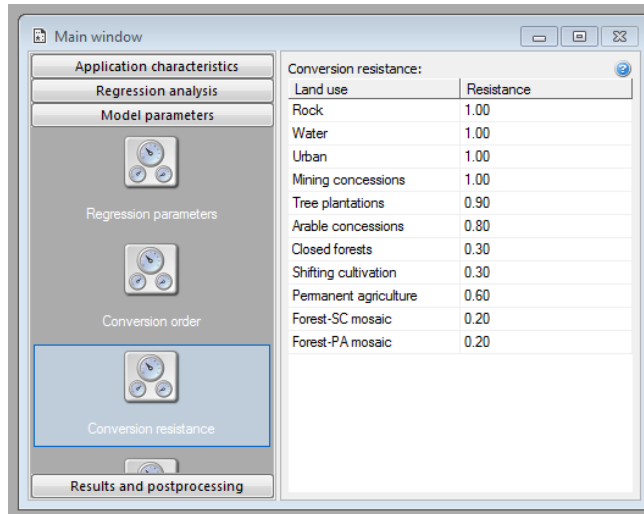 Main window
Application characteristics
Regression analysis
Model parameters
Regression parameters
Conversion order
Conversion resistance
Results and postprocessing
Conversion resistance:
Land use Resistance
Rock 1.00
Water 1.00
Urban 1.00
Mining concessions 1.00
Tree plantations 0.90
Arable concessions 0.80
Closed forests 0.30
Shifting cultivation 0.30
Permanent agriculture 0.60
Forest-SC mosaic 0.20
Forest-PA mosaic 0.20